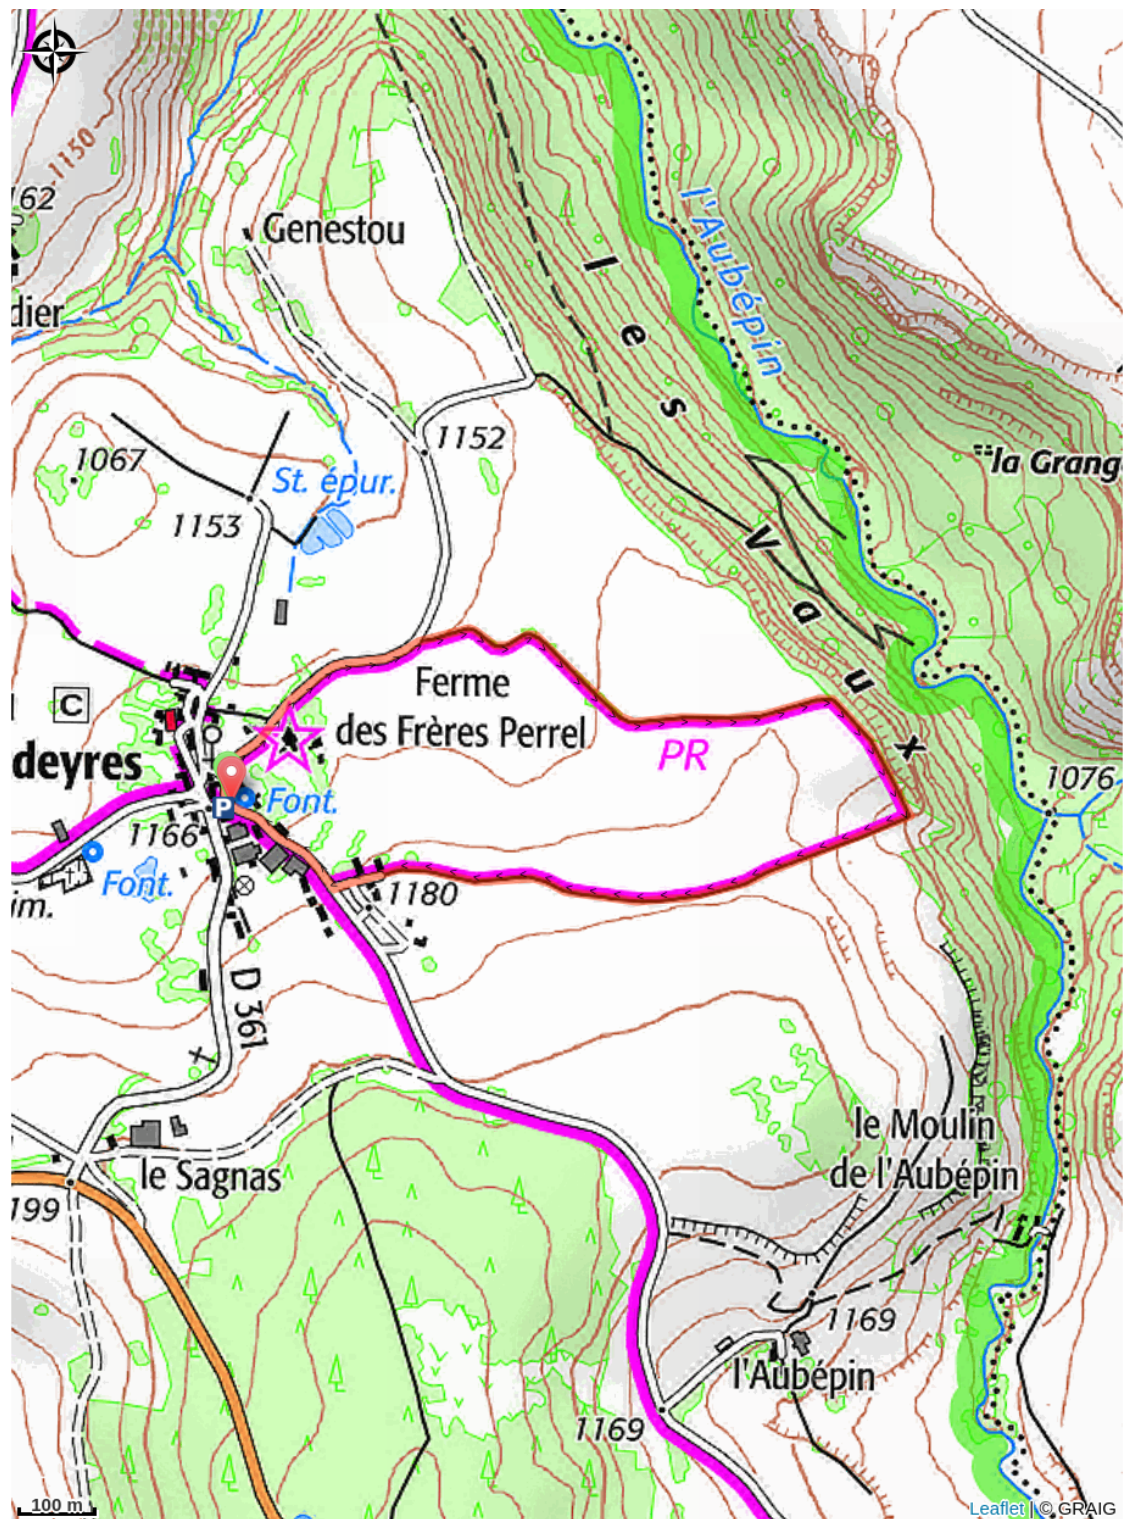 1150
162
Genestou
l'Aubépin
dier
les
1152
1067
St. épur.
la Grang
1153
Vaux
Ferme
des Frères Perrel
C
PR
deyres
1076
P
Font.
1166
Font.
1180
im.
D 361
le Moulin
de l'Aubépin
le Sagnas
199
1169
l'Aubépin
1169
100 m
Leaflet | © GRAIG